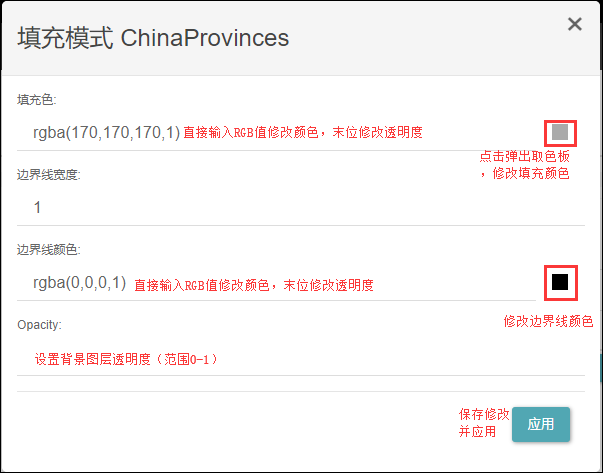 填充模式 ChinaProvinces
填充色:
rgba(170,170,170,1) 直接输入RGB值修改颜色，末位修改透明度
点击弹出取色板
，修改填充颜色
边界线宽度:
1
边界线颜色:
rgba(0,0,0,1) 直接输入RGB值修改颜色，末位修改透明度
修改边界线颜色
Opacity:
设置背景图层透明度（范围0-1）
保存修改
并应用
应用